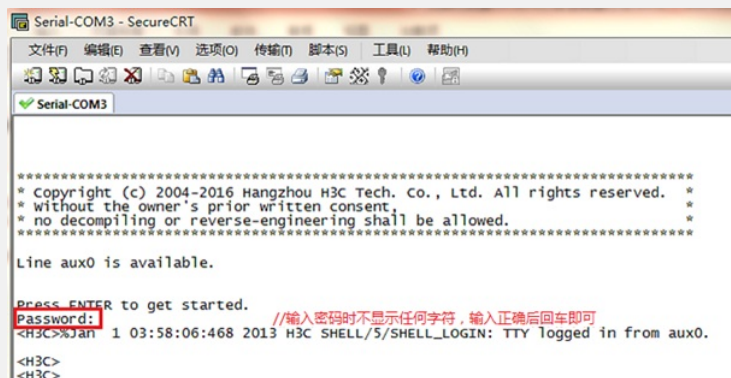 Serial-COM3 - SecureCRT
文件(F) 编辑(E) 查看(V) 选项(O) 传输(T) 脚本(S) 工具(L) 帮助(H)
Serial-COM3
******************************************************************************
* Copyright (c) 2004-2016 Hangzhou H3C Tech. Co., Ltd. All rights reserved. *
* Without the owner's prior written consent, *
* no decompiling or reverse-engineering shall be allowed. *
******************************************************************************
Line aux0 is available.
Press ENTER to get started.
Password: //输入密码时不显示任何字符，输入正确后回车即可
<H3C>%Jan 1 03:58:06:468 2013 H3C SHELL/5/SHELL_LOGIN: TTY logged in from aux0.
<H3C>
<H3C>